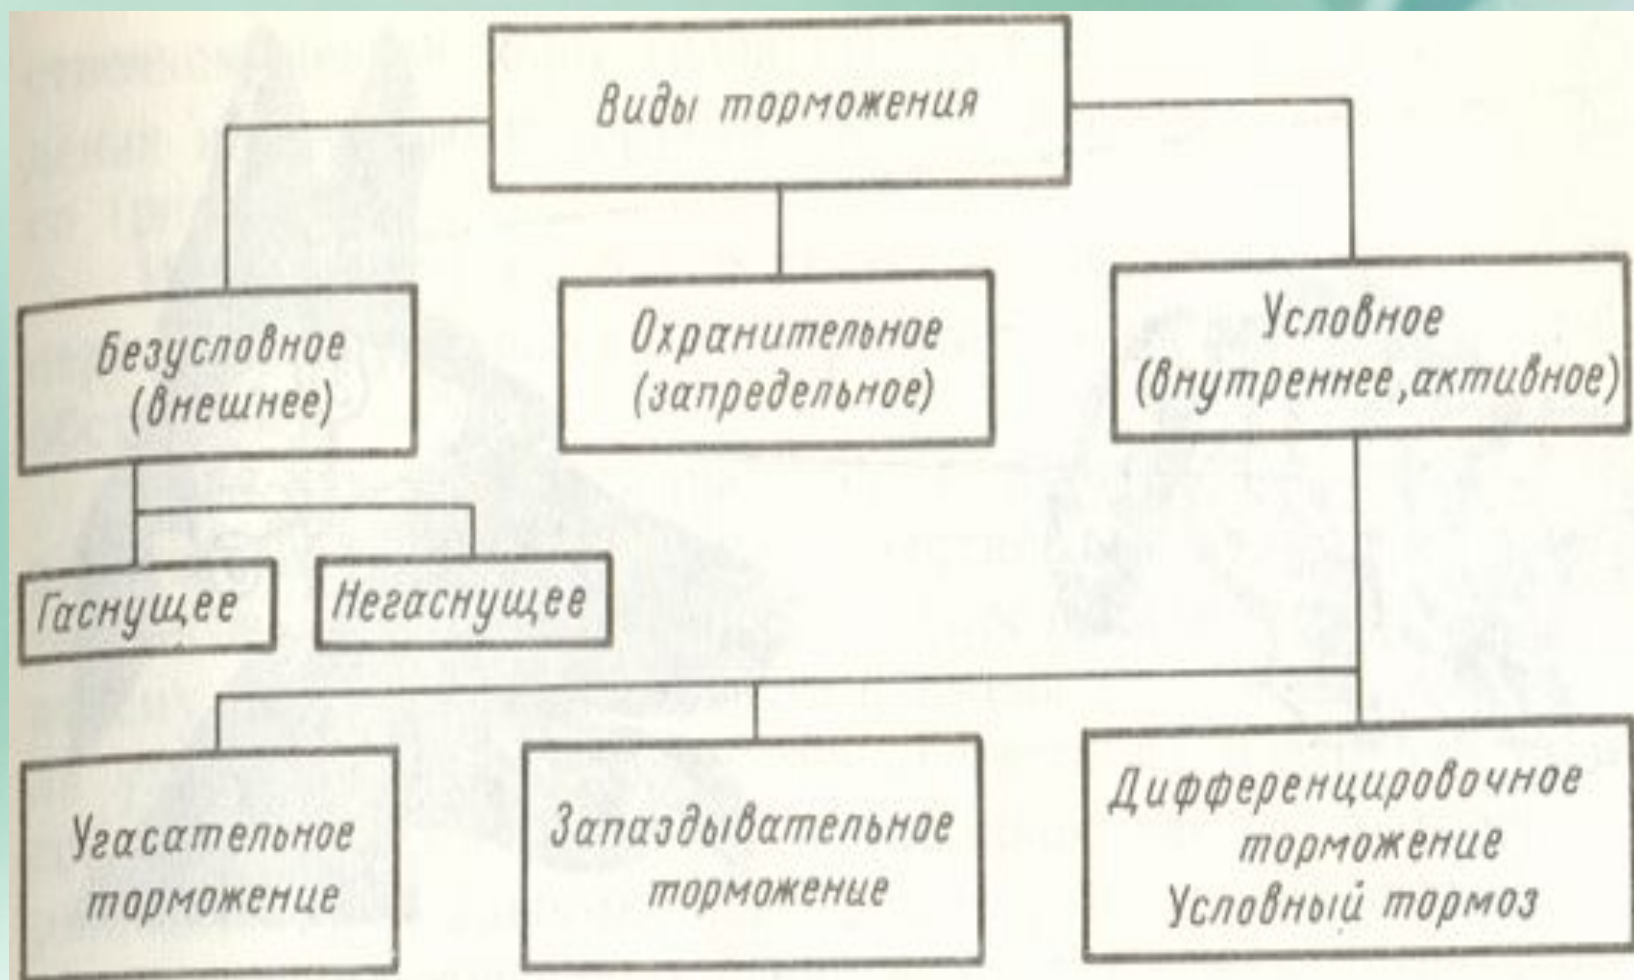 Виды торможения
Безусловное
(внешнее)
Охранительное
(запредельное)
Условное
(внутреннее, активное)
Гаснущее
Негаснущее
Угасательное
торможение
Запаздывательное
торможение
Дифференцировочное
торможение
Условный тормоз